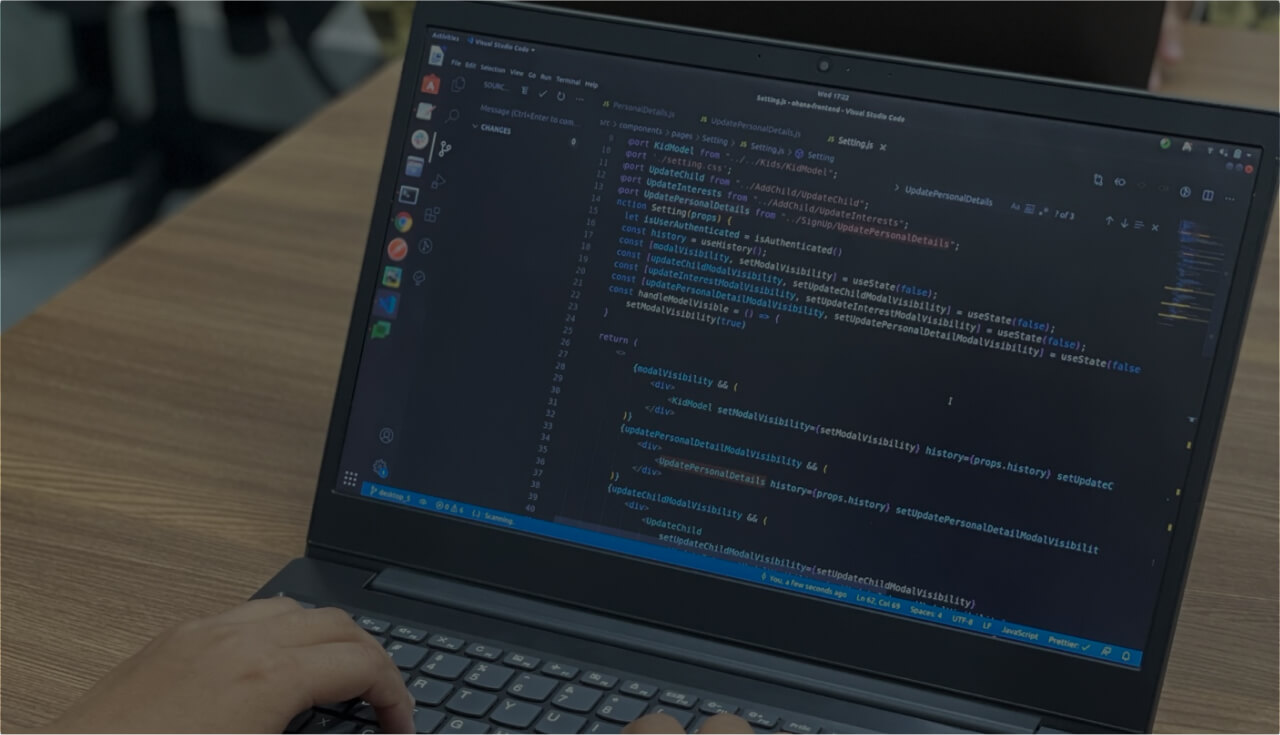 Activities Visual Studio Code
Wed 17:22
Setting.js - ohana-frontend - Visual Studio Code
File Edit Selection View Go Run Terminal Help
SOURC...
Message (Ctrl+Enter to com...
CHANGES
0
PersonalDetails.js UpdatePersonalDetails.js Setting.js
src > components > pages > Setting > Setting.js > Setting
UpdatePersonalDetails
? of 3
9 port KidModel from "../../Kids/KidModel";
10 port './setting.css';
11 port UpdateChild from "../AddChild/UpdateChild";
12 port UpdateInterests from "../AddChild/UpdateInterests";
13 port UpdatePersonalDetails from "../SignUp/UpdatePersonalDetails";
14 nction Setting(props) {
15 let isUserAuthenticated = isAuthenticated()
16 const history = useHistory();
17 const [modalVisibility, setModalVisibility] = useState(false);
18 const [updateChildModalVisibility, setUpdateChildModalVisibility] = useState(false);
19 const [updateInterestModalVisibility, setUpdateInterestModalVisibility] = useState(false);
20 const [updatePersonalDetailModalVisibility, setUpdatePersonalDetailModalVisibility] = useState(false
21 const handleModelVisible = () => {
22 setModalVisibility(true)
23 }
24
25 return (
26 <>
27 {modalVisibility && (
28 <div>
29 <KidModel setModalVisibility={setModalVisibility} history={props.history} setUpdateC
30 </div>
31 )}
32 {updatePersonalDetailModalVisibility && (
33 <div>
34 <UpdatePersonalDetails history={props.history} setUpdatePersonalDetailModalVisibilit
35 </div>
36 )}
37 {updateChildModalVisibility && (
38 <div>
39 <UpdateChild
40 setUpdateChildModalVisibility={setUpdateChildModalVisibility}
desktop_5 0 4 Scanning.. You, a few seconds ago Ln 67, Col 69 Spaces: 4 UTF-8 LF JavaScript Prettier
4 5 6 7 8
R T Y U I
X G